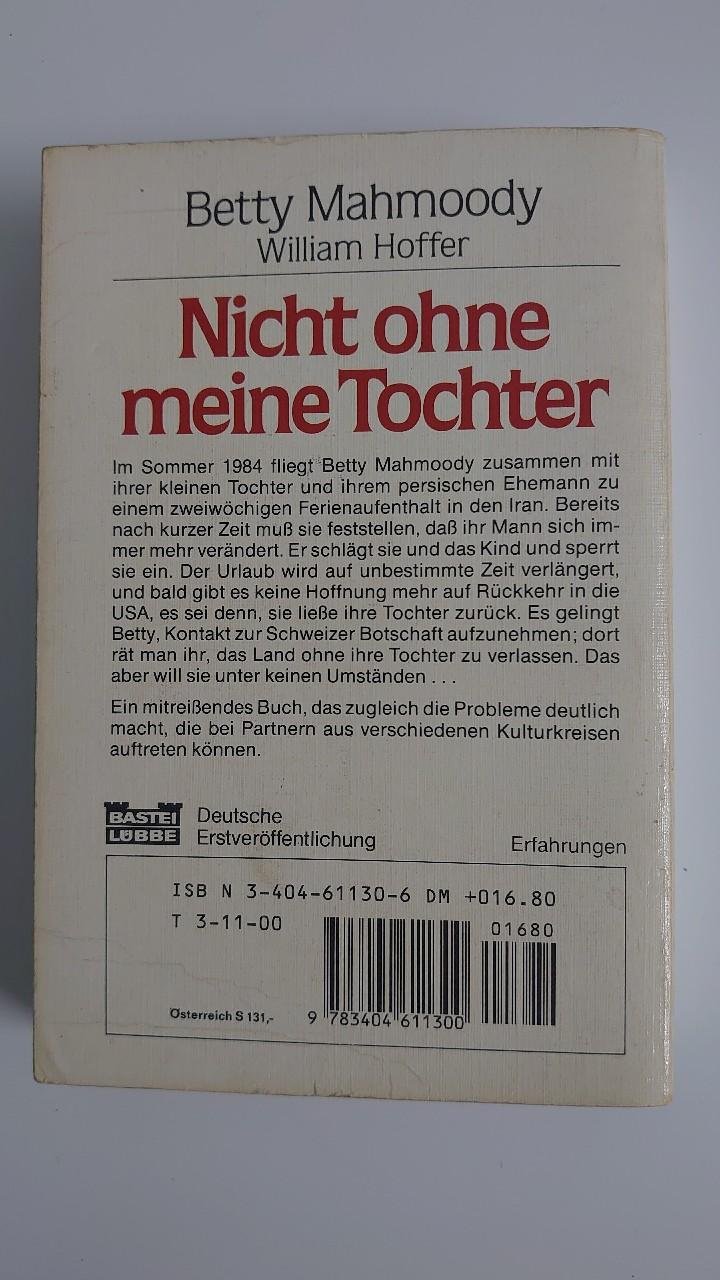 Betty Mahmoody
William Hoffer
Nicht ohne
meine Tochter
Im Sommer 1984 fliegt Betty Mahmoody zusammen mit
ihrer kleinen Tochter und ihrem persischen Ehemann zu
einem zweiwöchigen Ferienaufenthalt in den Iran. Bereits
nach kurzer Zeit muß sie feststellen, daß ihr Mann sich im-
mer mehr verändert. Er schlägt sie und das Kind und sperrt
sie ein. Der Urlaub wird auf unbestimmte Zeit verlängert,
und bald gibt es keine Hoffnung mehr auf Rückkehr in die
USA, es sei denn, sie ließe ihre Tochter zurück. Es gelingt
Betty, Kontakt zur Schweizer Botschaft aufzunehmen; dort
rät man ihr, das Land ohne ihre Tochter zu verlassen. Das
aber will sie unter keinen Umständen . . .
Ein mitreißendes Buch, das zugleich die Probleme deutlich
macht, die bei Partnern aus verschiedenen Kulturkreisen
auftreten können.
BASTEI
LÜBBE
Deutsche
Erstveröffentlichung
Erfahrungen
ISB N 3-404-61130-6 DM +016.80
T 3-11-00
01680
Österreich S 131,-
9 783404 611300